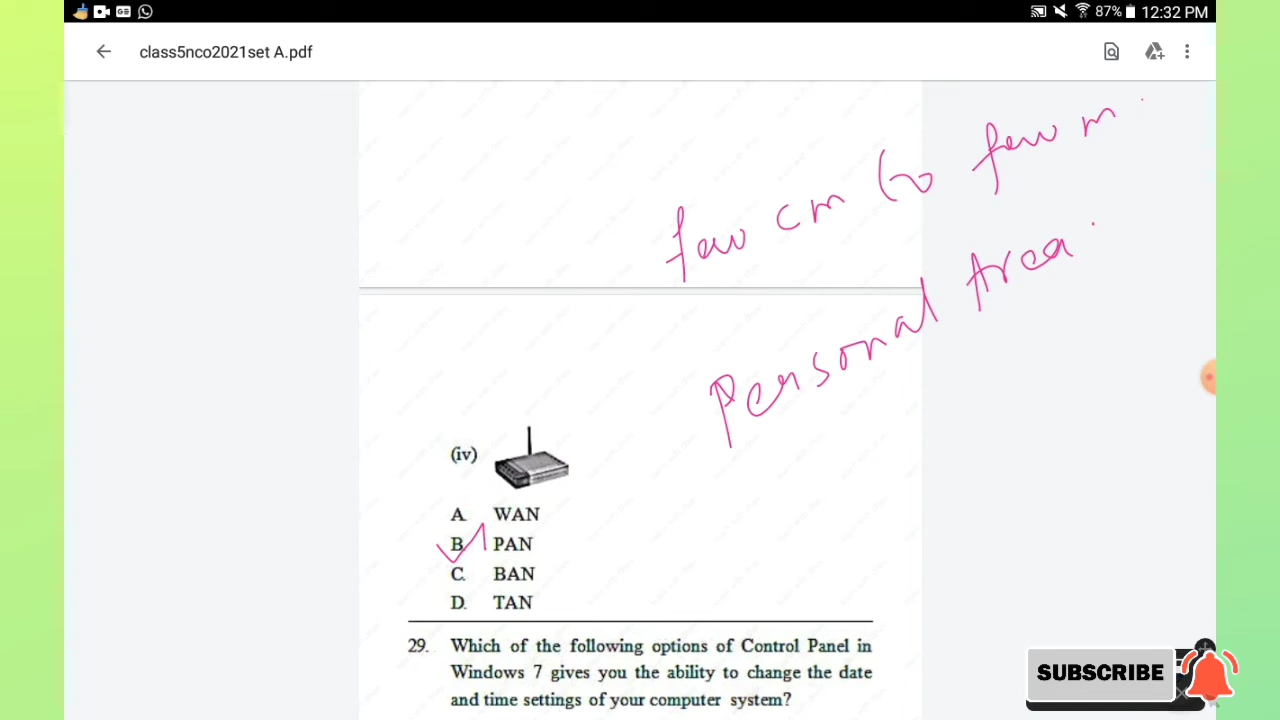 GE
87%
12:32 PM
class5nco2021set A.pdf
few cm to few m.
Personal Area.
(iv)
A. WAN
B. PAN
C. BAN
D. TAN
29. Which of the following options of Control Panel in
Windows 7 gives you the ability to change the date
and time settings of your computer system?
SUBSCRIBE